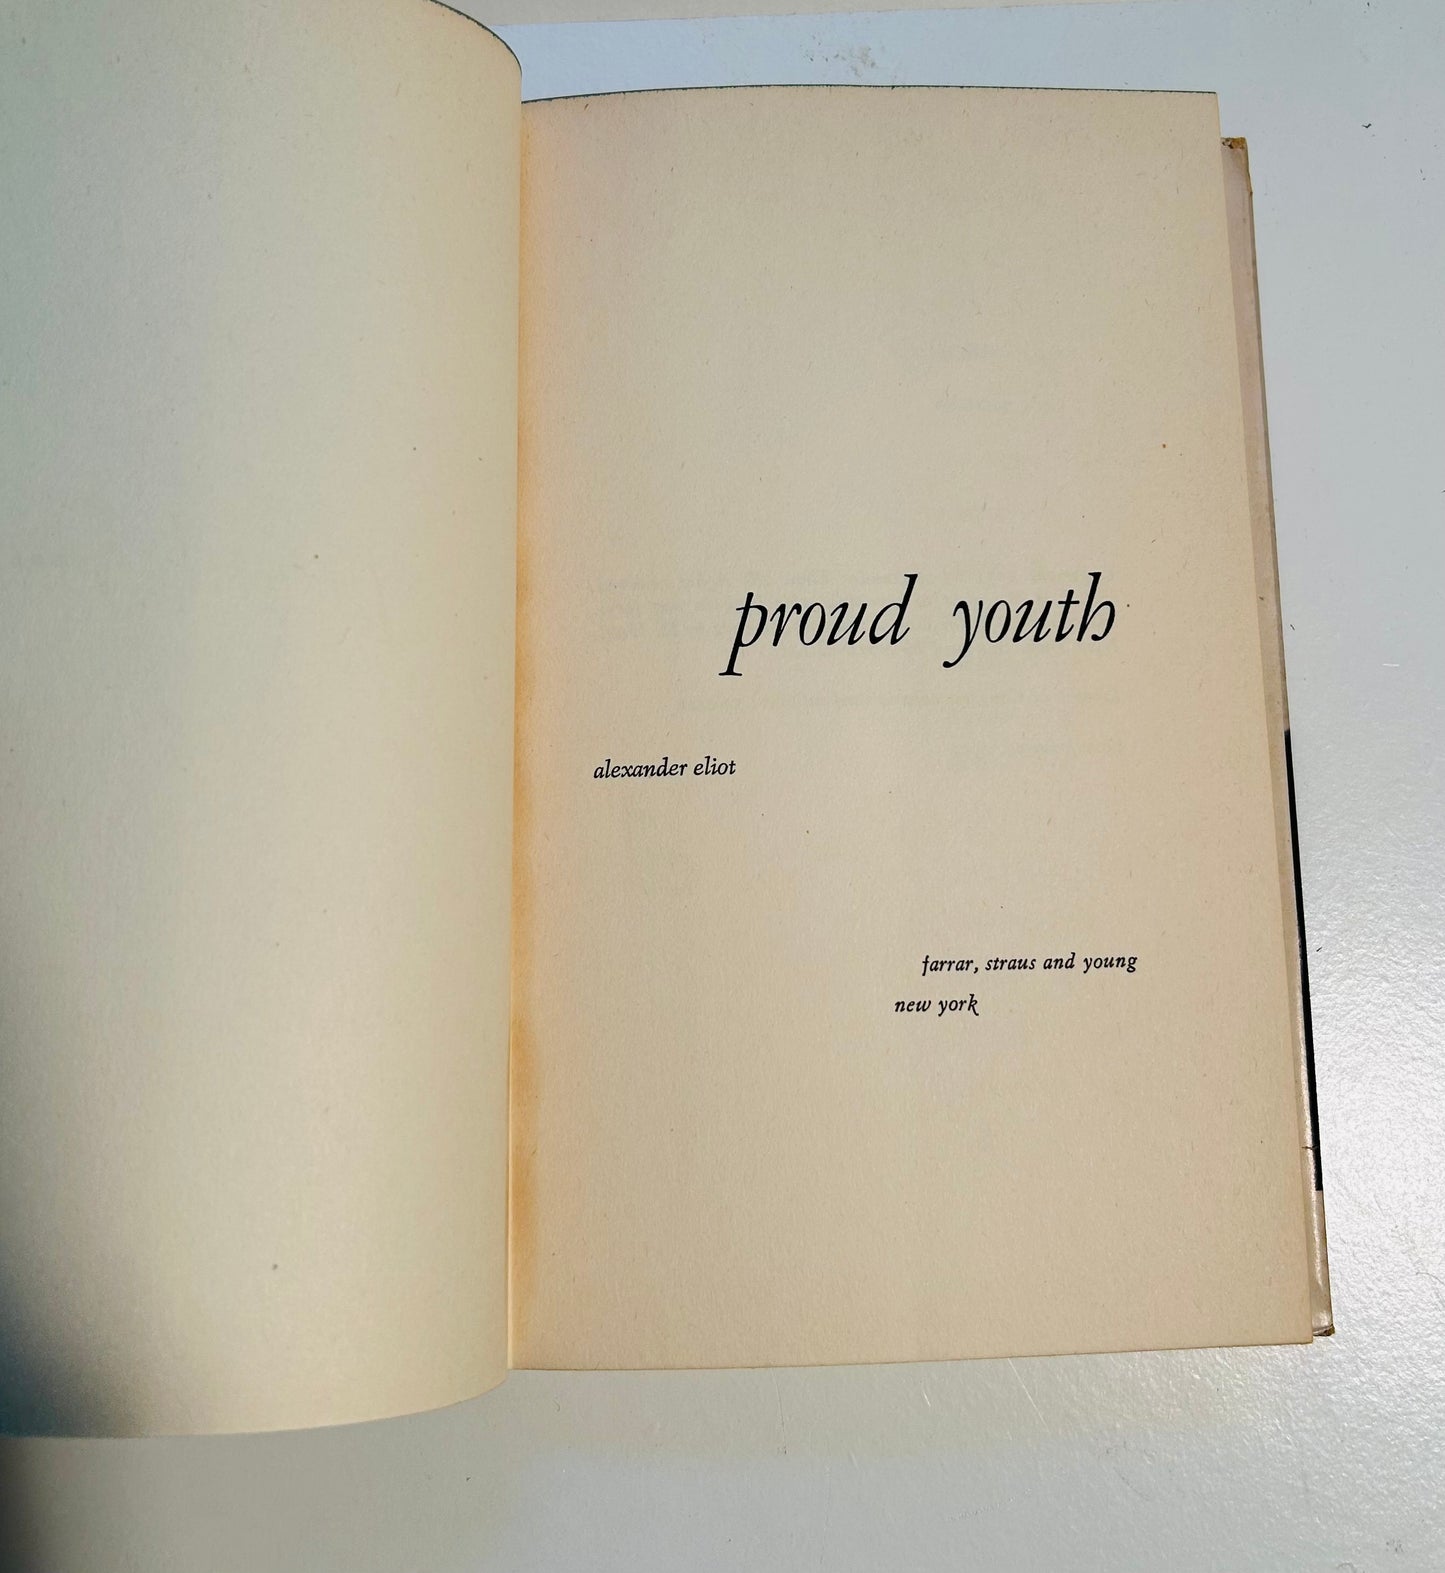 proud youth
alexander eliot
farrar, straus and young
new york